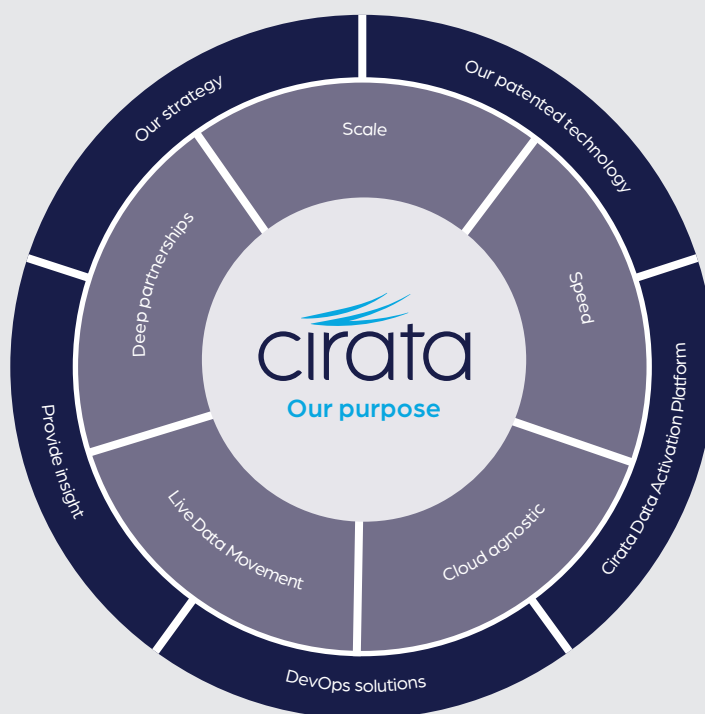 Our strategy
Our patented technology
Cirata Data Activation Platform
DevOps solutions
Provide insight
Scale
Speed
Cloud agnostic
Live Data Movement
Deep partnerships
cirata
Our purpose